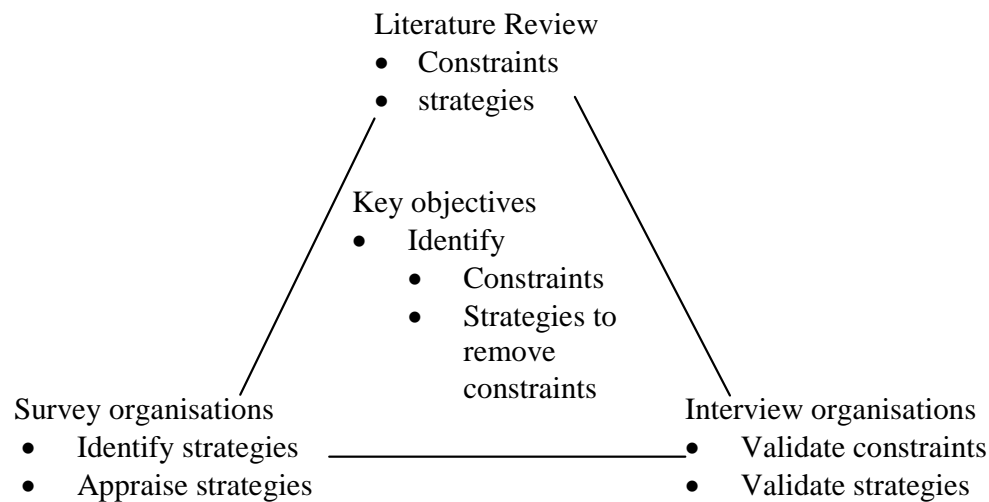 Literature Review
• Constraints
• strategies
Key objectives
• Identify
• Constraints
• Strategies to
remove
constraints
Survey organisations
• Identify strategies
• Appraise strategies
Interview organisations
• Validate constraints
• Validate strategies